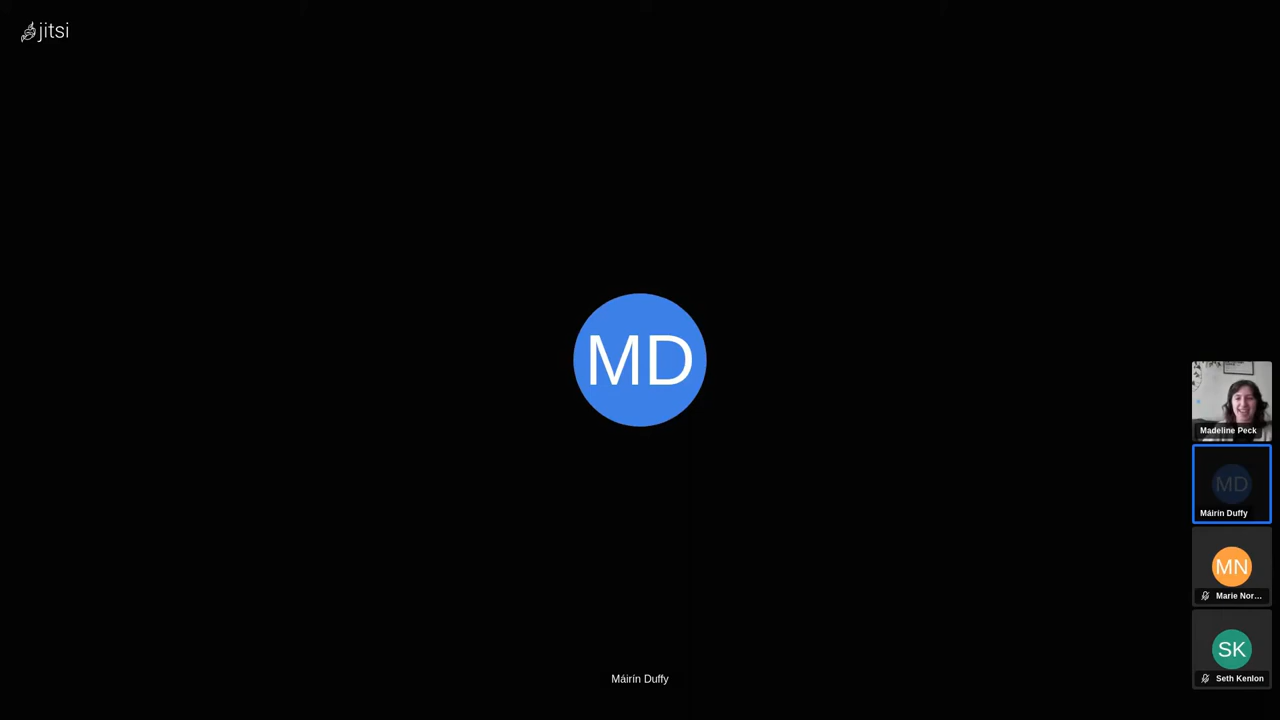 jitsi
MD
Máirín Duffy
Madeline Peck
MD
Máirín Duffy
MN
Marie Nor...
SK
Seth Kenlon